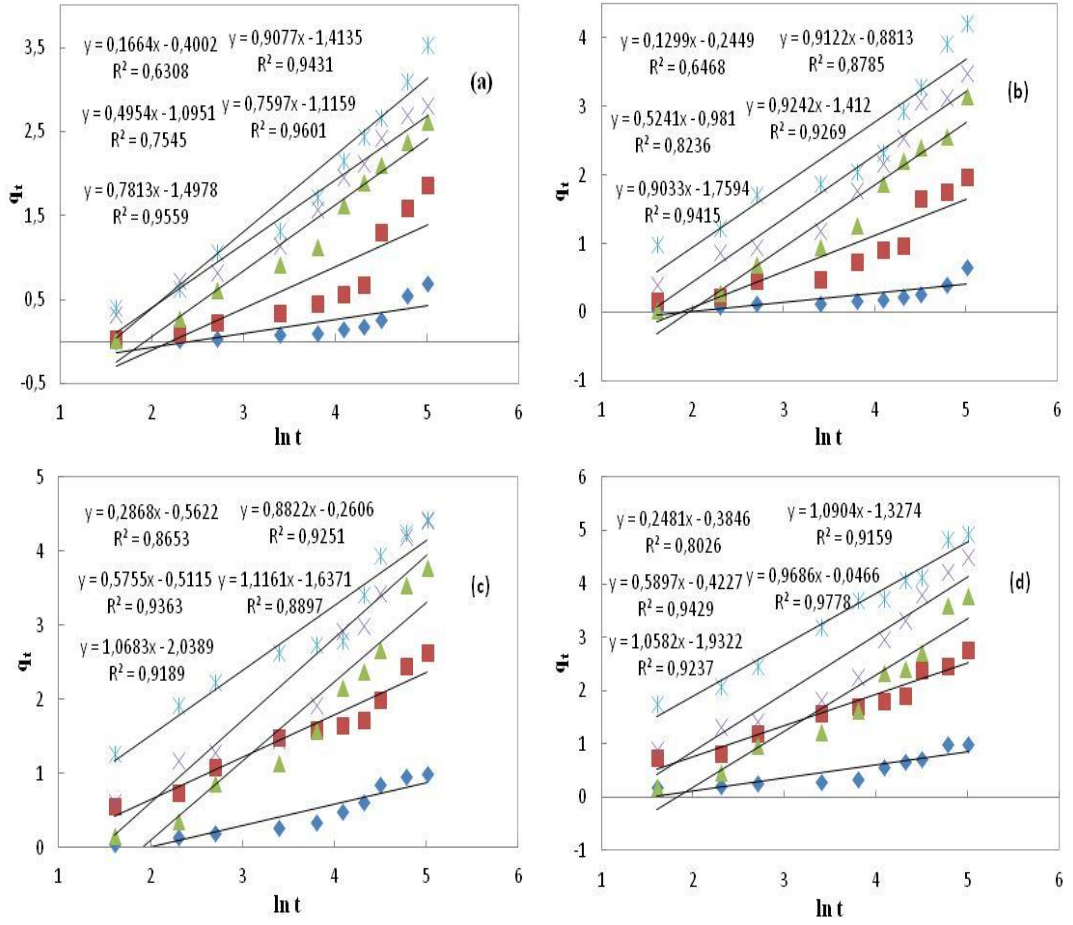 3,5
2,5
1,5
0,5
-0,5
1 2 3 4 5 6
q_t
ln t
(a)
y = 0,1664x - 0,4002
R² = 0,6308
y = 0,9077x - 1,4135
R² = 0,9431
y = 0,4954x - 1,0951
R² = 0,7545
y = 0,7597x - 1,1159
R² = 0,9601
y = 0,7813x - 1,4978
R² = 0,9559
4
3
2
1
0
-1
1 2 3 4 5 6
q_t
ln t
(b)
y = 0,1299x - 0,2449
R² = 0,6468
y = 0,9122x - 0,8813
R² = 0,8785
y = 0,5241x - 0,981
R² = 0,8236
y = 0,9242x - 1,412
R² = 0,9269
y = 0,9033x - 1,7594
R² = 0,9415
5
4
3
2
1
0
1 2 3 4 5 6
q_t
ln t
(c)
y = 0,2868x - 0,5622
R² = 0,8653
y = 0,8822x - 0,2606
R² = 0,9251
y = 0,5755x - 0,5115
R² = 0,9363
y = 1,1161x - 1,6371
R² = 0,8897
y = 1,0683x - 2,0389
R² = 0,9189
6
5
4
3
2
1
0
-1
1 2 3 4 5 6
q_t
ln t
(d)
y = 0,2481x - 0,3846
R² = 0,8026
y = 1,0904x - 1,3274
R² = 0,9159
y = 0,5897x - 0,4227
R² = 0,9429
y = 0,9686x - 0,0466
R² = 0,9778
y = 1,0582x - 1,9322
R² = 0,9237